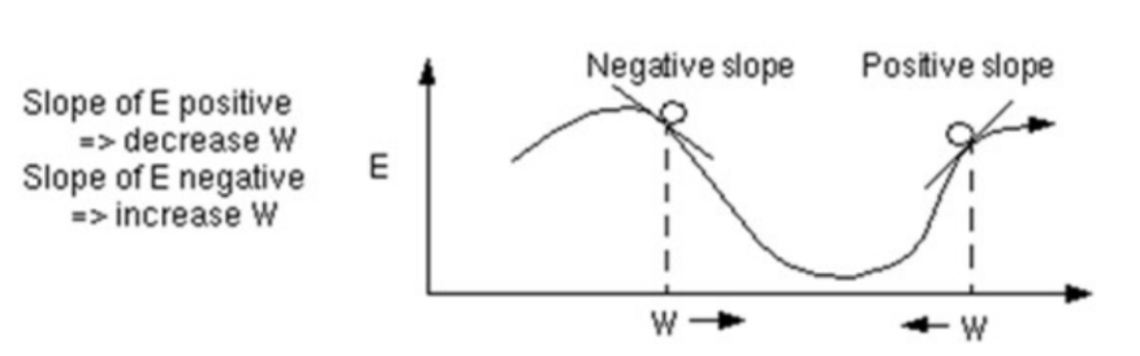 Negative slope
Positive slope
Slope of E positive
=> decrease W
Slope of E negative
=> increase W
E
W
W